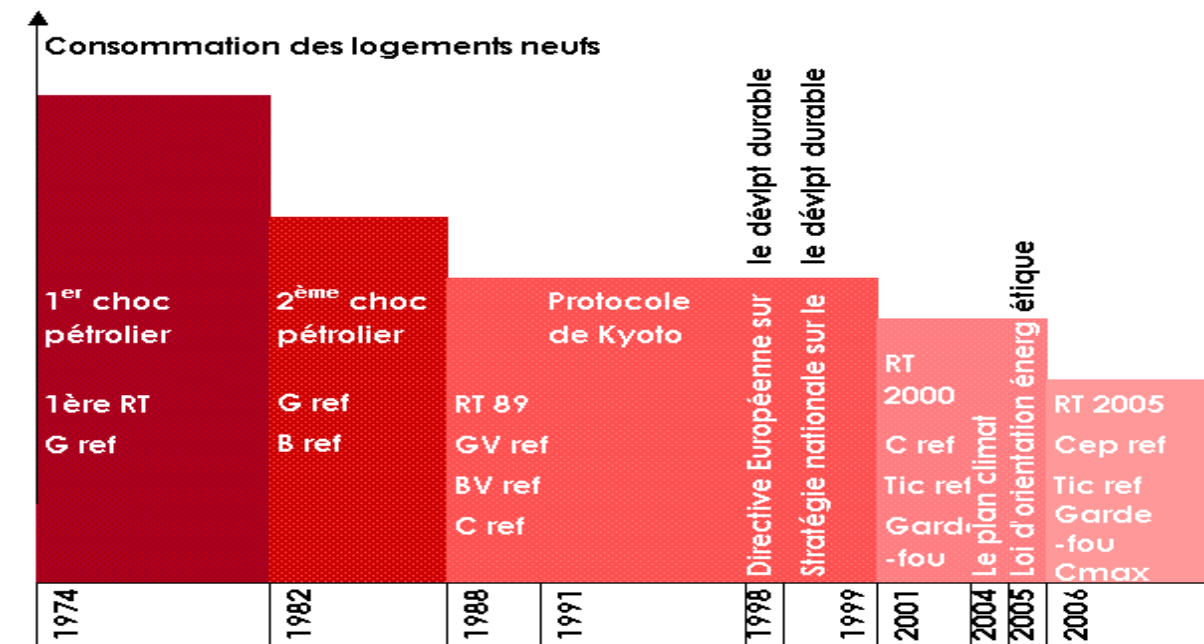 Consommation des logements neufs
1er choc
pétrolier
1ère RT
G ref
2ème choc
pétrolier
G ref
B ref
Protocole
de Kyoto
RT 89
GV ref
BV ref
C ref
Directive Européenne sur le dévlpt durable
Stratégie nationale sur le le dévlpt durable
RT
2000
C ref
Tic ref
Garde
-fou
Le plan climat
Loi d'orientation énerg étique
RT 2005
Cep ref
Tic ref
Garde
-fou
Cmax
1974
1982
1988
1991
1998
1999
2001
2004
2005
2006